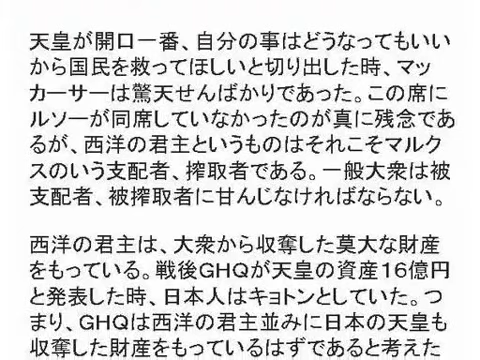 天皇が開口一番、自分の事はどうなってもいい
から国民を救ってほしいと切り出した時、マッ
カーサーは驚天せんばかりであった。この席に
ルソーが同席していなかったのが真に残念であ
るが、西洋の君主というものはそれこそマルク
スのいう支配者、搾取者である。一般大衆は被
支配者、被搾取者に甘んじなければならない。
西洋の君主は、大衆から収奪した莫大な財産
をもっている。戦後GHQが天皇の資産16億円
と発表した時、日本人はキョトンとしていた。つ
まり、GHQは西洋の君主並みに日本の天皇も
収奪した財産をもっているはずであると考えた